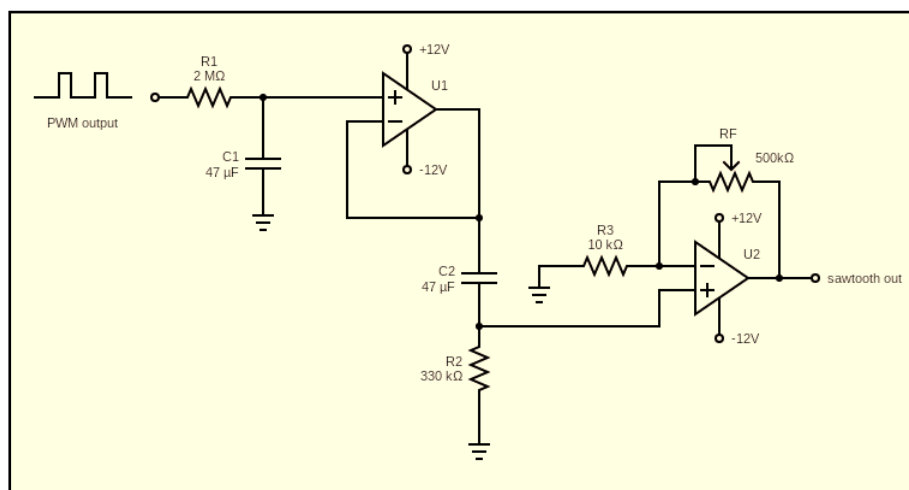 PWM output
R1
2 MΩ
C1
47 µF
+12V
U1
-12V
C2
47 µF
R2
330 kΩ
R3
10 kΩ
RF
500kΩ
+12V
U2
-12V
sawtooth out